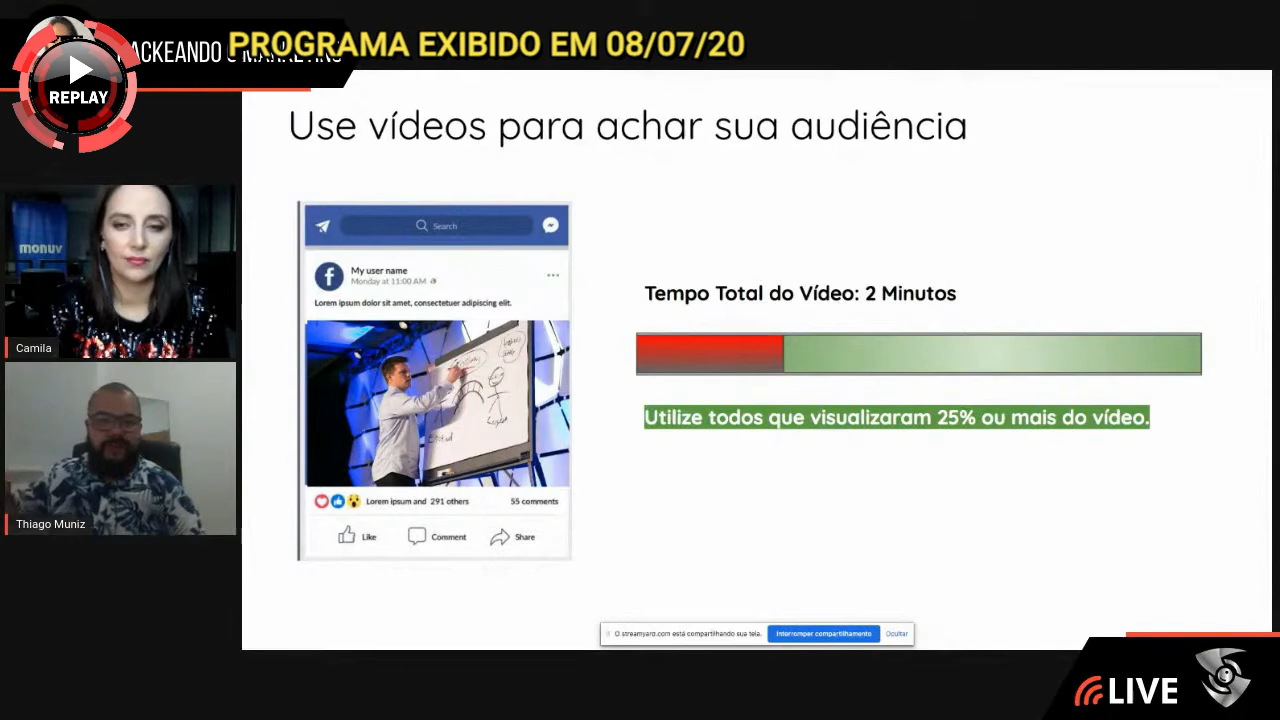 PROGRAMA EXIBIDO EM 08/07/20
REPLAY
Use vídeos para achar sua audiência
monuv
Camila
Thiago Muniz
Search
My user name
Monday at 11:00 AM
Lorem ipsum dolor sit amet, consectetuer adipiscing elit.
Lorem ipsum and 291 others
55 comments
Like
Comment
Share
Tempo Total do Vídeo: 2 Minutos
Utilize todos que visualizaram 25% ou mais do vídeo.
O streamyard.com está compartilhando sua tela.
Interromper compartilhamento
Ocultar
LIVE